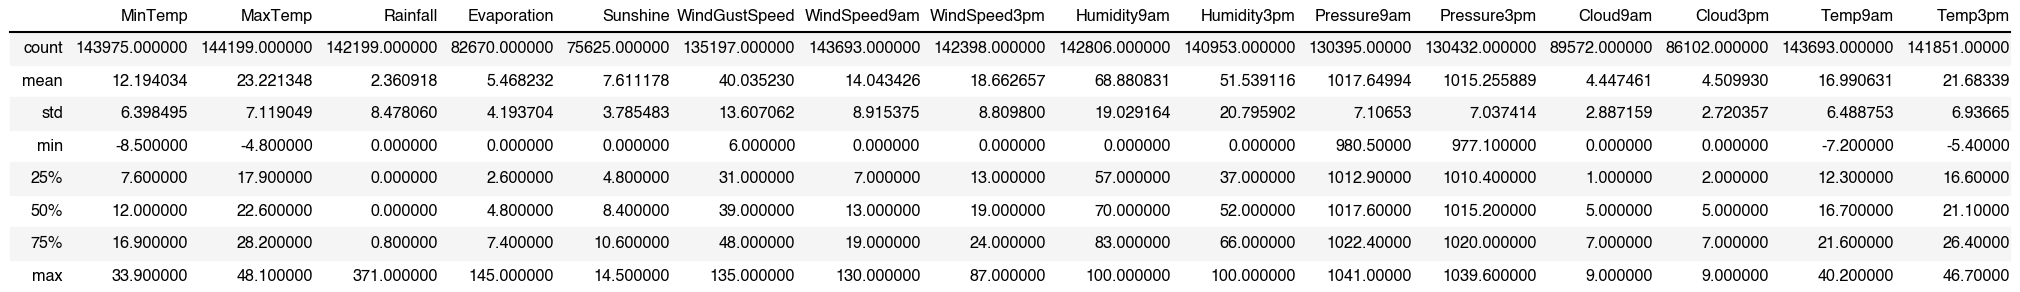 MinTemp MaxTemp Rainfall Evaporation Sunshine WindGustSpeed WindSpeed9am WindSpeed3pm Humidity9am Humidity3pm Pressure9am Pressure3pm Cloud9am Cloud3pm Temp9am Temp3pm
count 143975.000000 144199.000000 142199.000000 82670.000000 75625.000000 135197.000000 143693.000000 142398.000000 142806.000000 140953.000000 130395.00000 130432.000000 89572.000000 86102.000000 143693.000000 141851.00000
mean 12.194034 23.221348 2.360918 5.468232 7.611178 40.035230 14.043426 18.662657 68.880831 51.539116 1017.64994 1015.255889 4.447461 4.509930 16.990631 21.68339
std 6.398495 7.119049 8.478060 4.193704 3.785483 13.607062 8.915375 8.809800 19.029164 20.795902 7.10653 7.037414 2.887159 2.720357 6.488753 6.93665
min -8.500000 -4.800000 0.000000 0.000000 0.000000 6.000000 0.000000 0.000000 0.000000 0.000000 980.50000 977.100000 0.000000 0.000000 -7.200000 -5.40000
25% 7.600000 17.900000 0.000000 2.600000 4.800000 31.000000 7.000000 13.000000 57.000000 37.000000 1012.90000 1010.400000 1.000000 2.000000 12.300000 16.60000
50% 12.000000 22.600000 0.000000 4.800000 8.400000 39.000000 13.000000 19.000000 70.000000 52.000000 1017.60000 1015.200000 5.000000 5.000000 16.700000 21.10000
75% 16.900000 28.200000 0.800000 7.400000 10.600000 48.000000 19.000000 24.000000 83.000000 66.000000 1022.40000 1020.000000 7.000000 7.000000 21.600000 26.40000
max 33.900000 48.100000 371.000000 145.000000 14.500000 135.000000 130.000000 87.000000 100.000000 100.000000 1041.00000 1039.600000 9.000000 9.000000 40.200000 46.70000